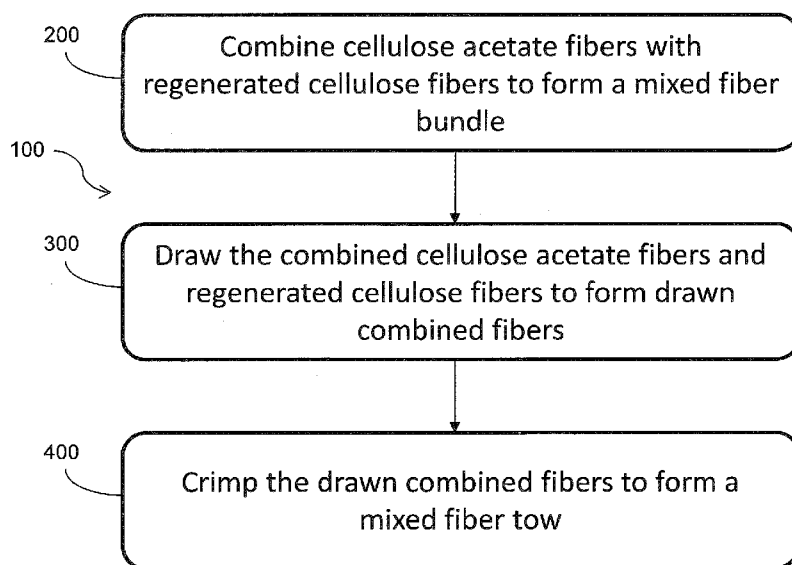 200
Combine cellulose acetate fibers with
regenerated cellulose fibers to form a mixed fiber
bundle
100
300
Draw the combined cellulose acetate fibers and
regenerated cellulose fibers to form drawn
combined fibers
400
Crimp the drawn combined fibers to form a
mixed fiber tow